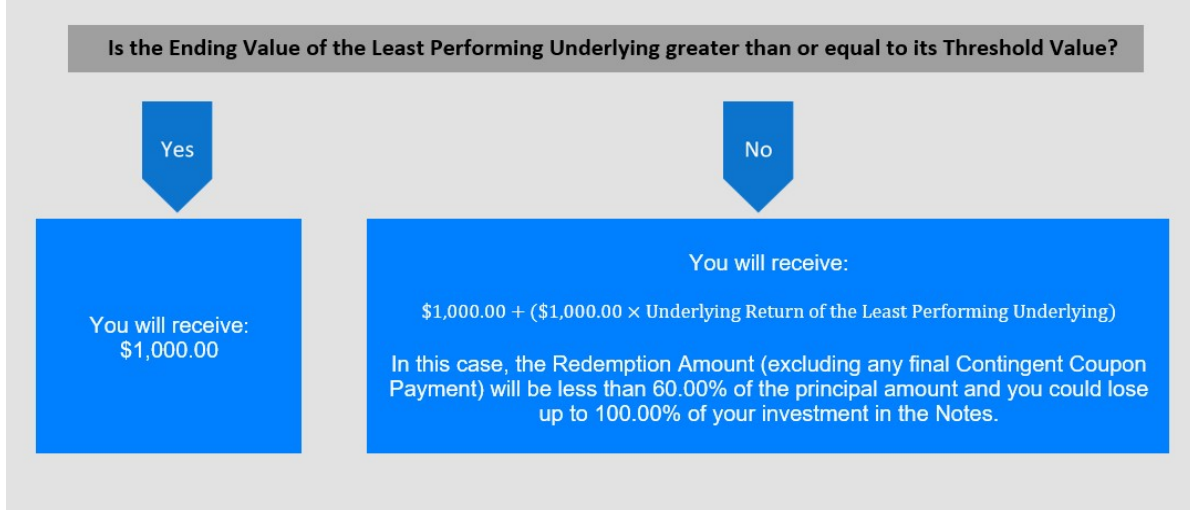 Is the Ending Value of the Least Performing Underlying greater than or equal to its Threshold Value?
Yes
No
You will receive:
$1,000.00
You will receive:
$1,000.00 + ($1,000.00 × Underlying Return of the Least Performing Underlying)
In this case, the Redemption Amount (excluding any final Contingent Coupon
Payment) will be less than 60.00% of the principal amount and you could lose
up to 100.00% of your investment in the Notes.